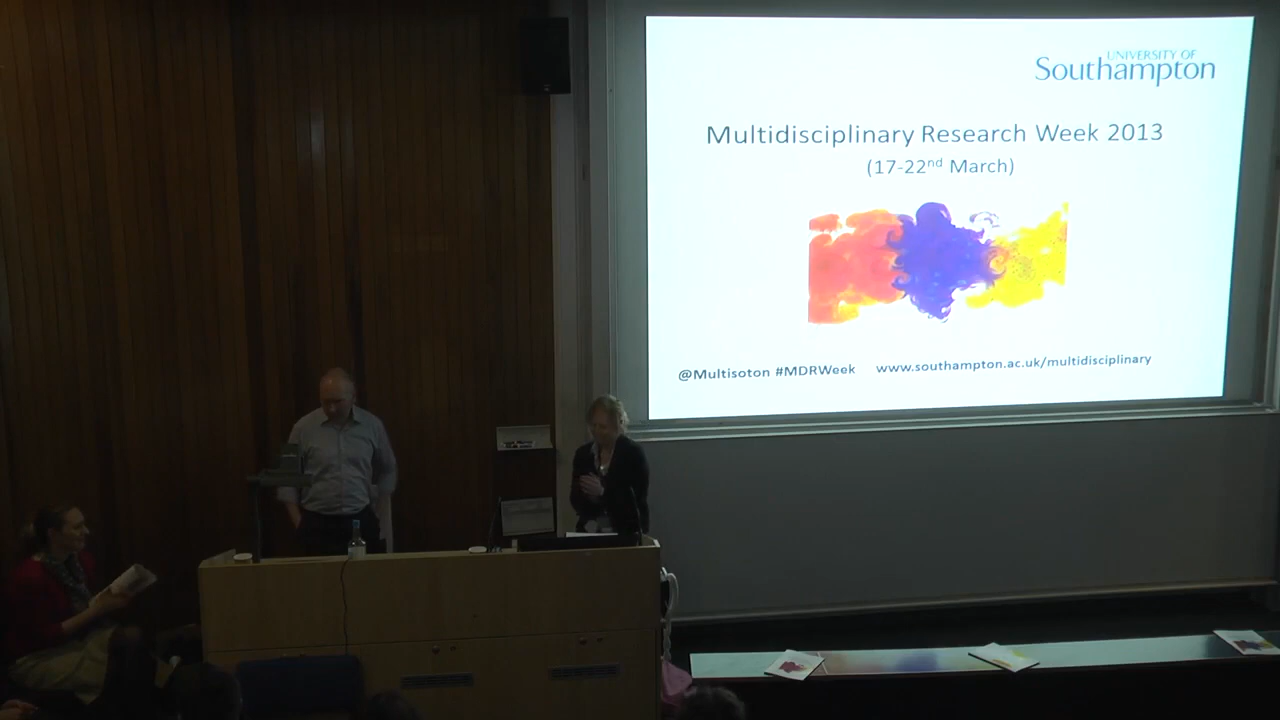 UNIVERSITY OF
Southampton
Multidisciplinary Research Week 2013
(17-22nd March)
@Multisoton #MDRWeek www.southampton.ac.uk/multidisciplinary